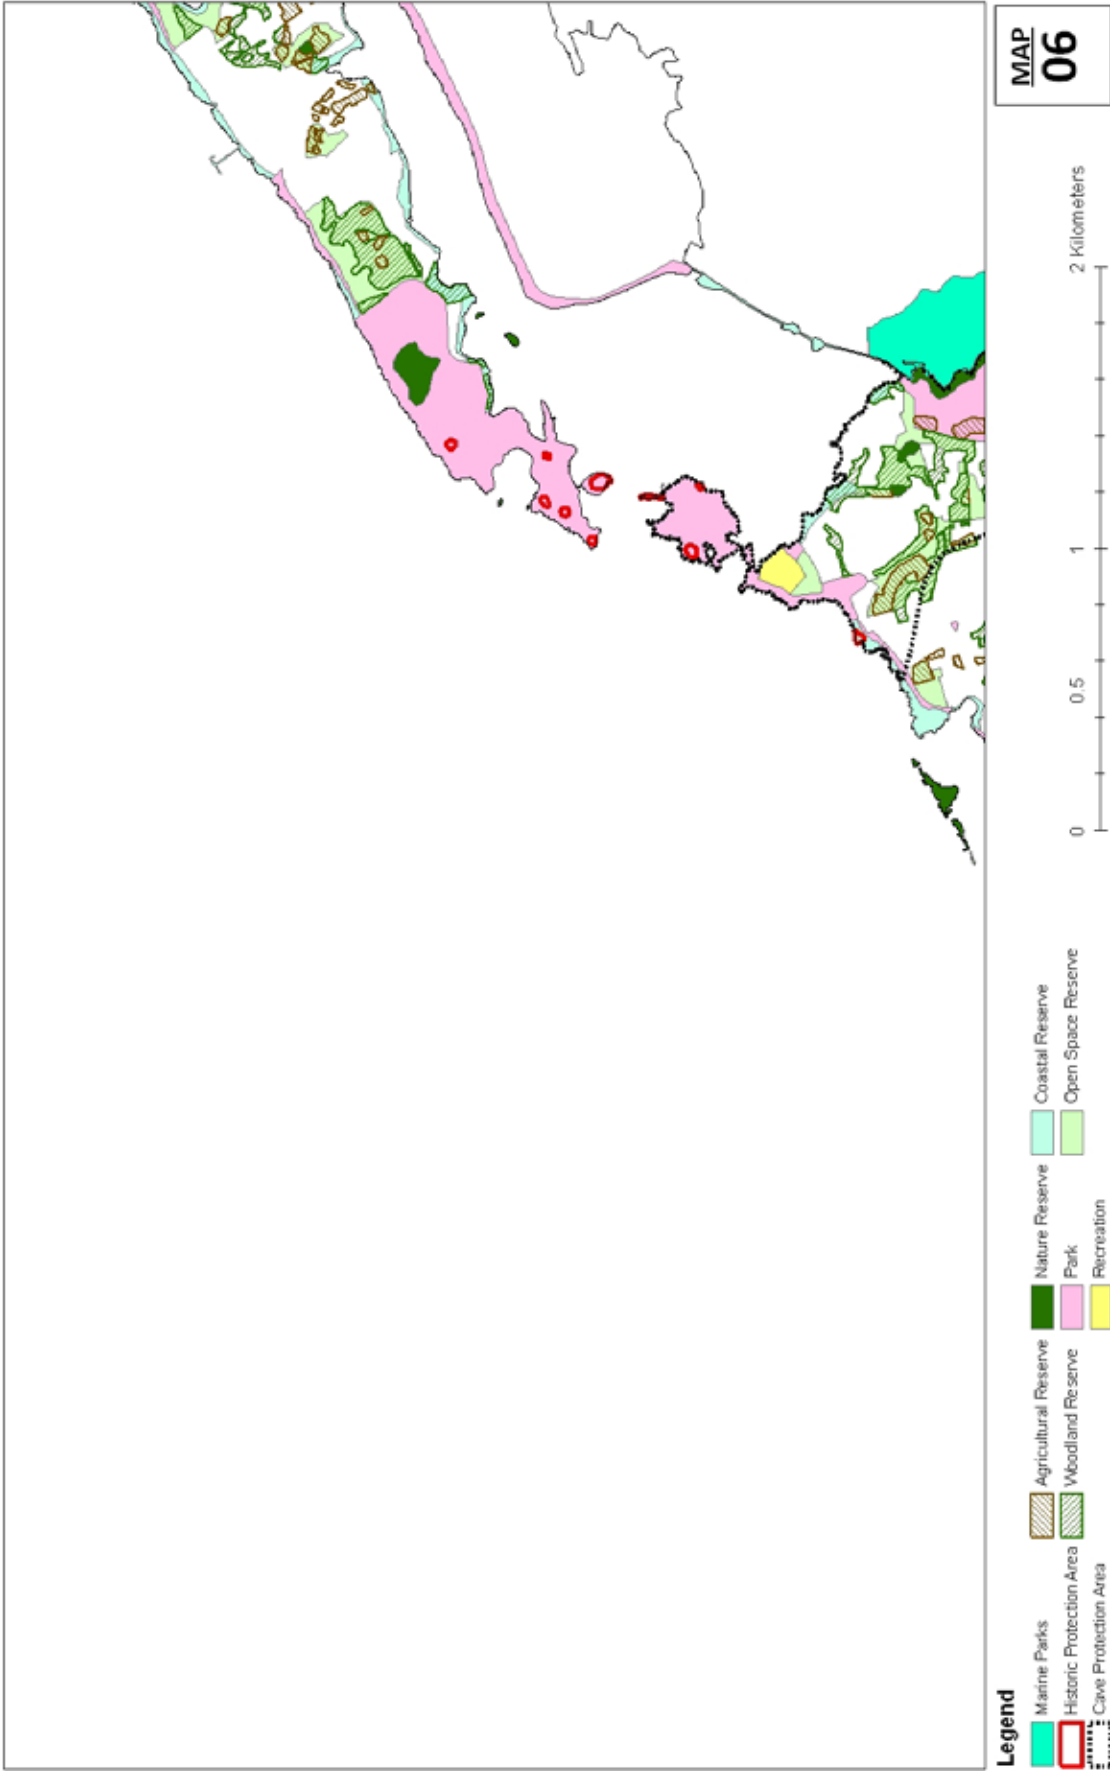 MAP
06
0 0.5 1 2 Kilometers
Legend
Marine Parks
Historic Protection Area
Cave Protection Area
Agricultural Reserve
Woodland Reserve
Nature Reserve
Park
Recreation
Coastal Reserve
Open Space Reserve